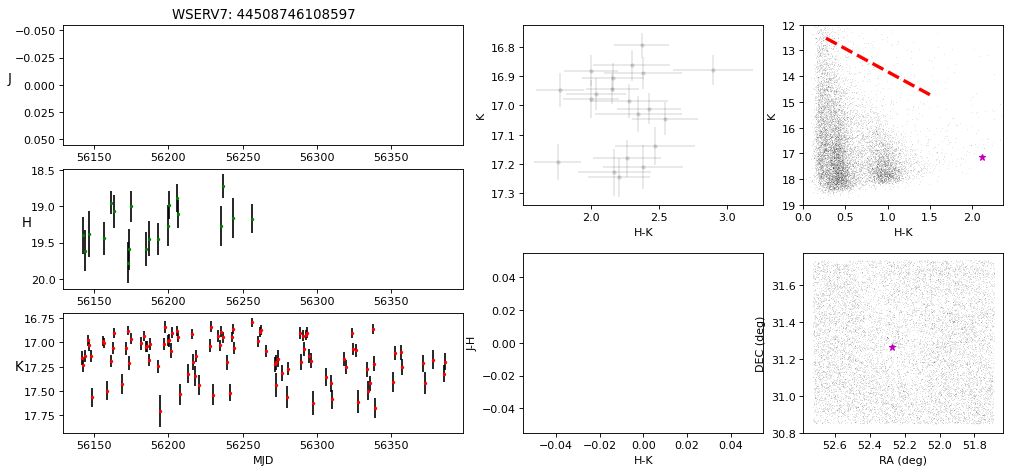 WSERV7: 44508746108597
−0.050
−0.025
0.000
0.025
0.050
J
56150 56200 56250 56300 56350
18.5
19.0
19.5
20.0
H
56150 56200 56250 56300 56350
16.75
17.00
17.25
17.50
17.75
K
56150 56200 56250 56300 56350
MJD
16.8
16.9
17.0
17.1
17.2
17.3
K
2.0 2.5 3.0
H-K
12
13
14
15
16
17
18
19
K
0.0 0.5 1.0 1.5 2.0
H-K
0.04
0.02
0.00
−0.02
−0.04
J-H
−0.04 −0.02 0.00 0.02 0.04
H-K
31.6
31.4
31.2
31.0
30.8
DEC (deg)
52.6 52.4 52.2 52.0 51.8
RA (deg)